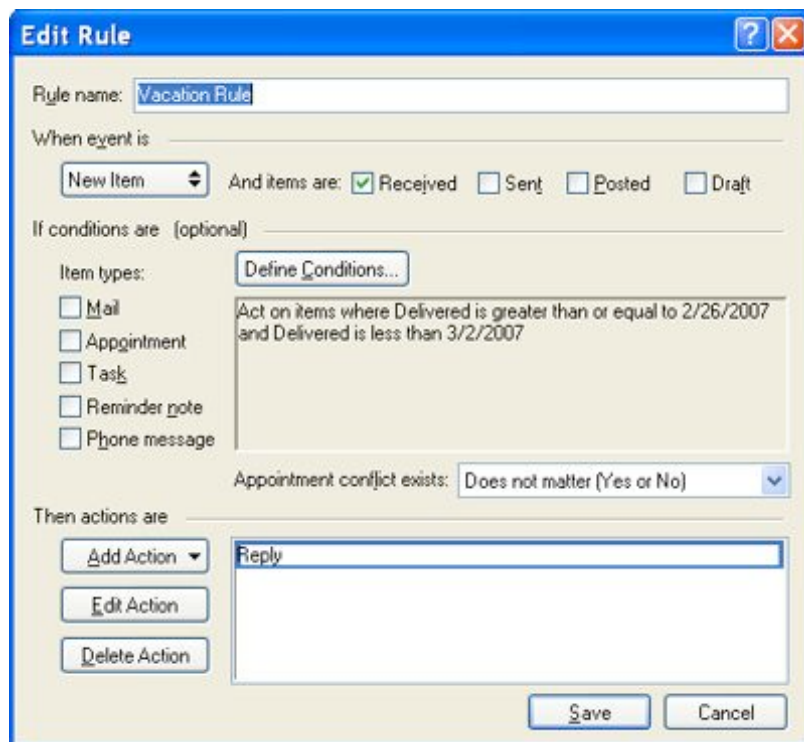 Edit Rule
Rule name: Vacation Rule
When event is
New Item And items are: Received Sent Posted Draft
If conditions are (optional)
Item types: Define Conditions...
Mail
Appointment
Task
Reminder note
Phone message
Act on items where Delivered is greater than or equal to 2/26/2007
and Delivered is less than 3/2/2007
Appointment conflict exists: Does not matter (Yes or No)
Then actions are
Add Action Reply
Edit Action
Delete Action
Save Cancel